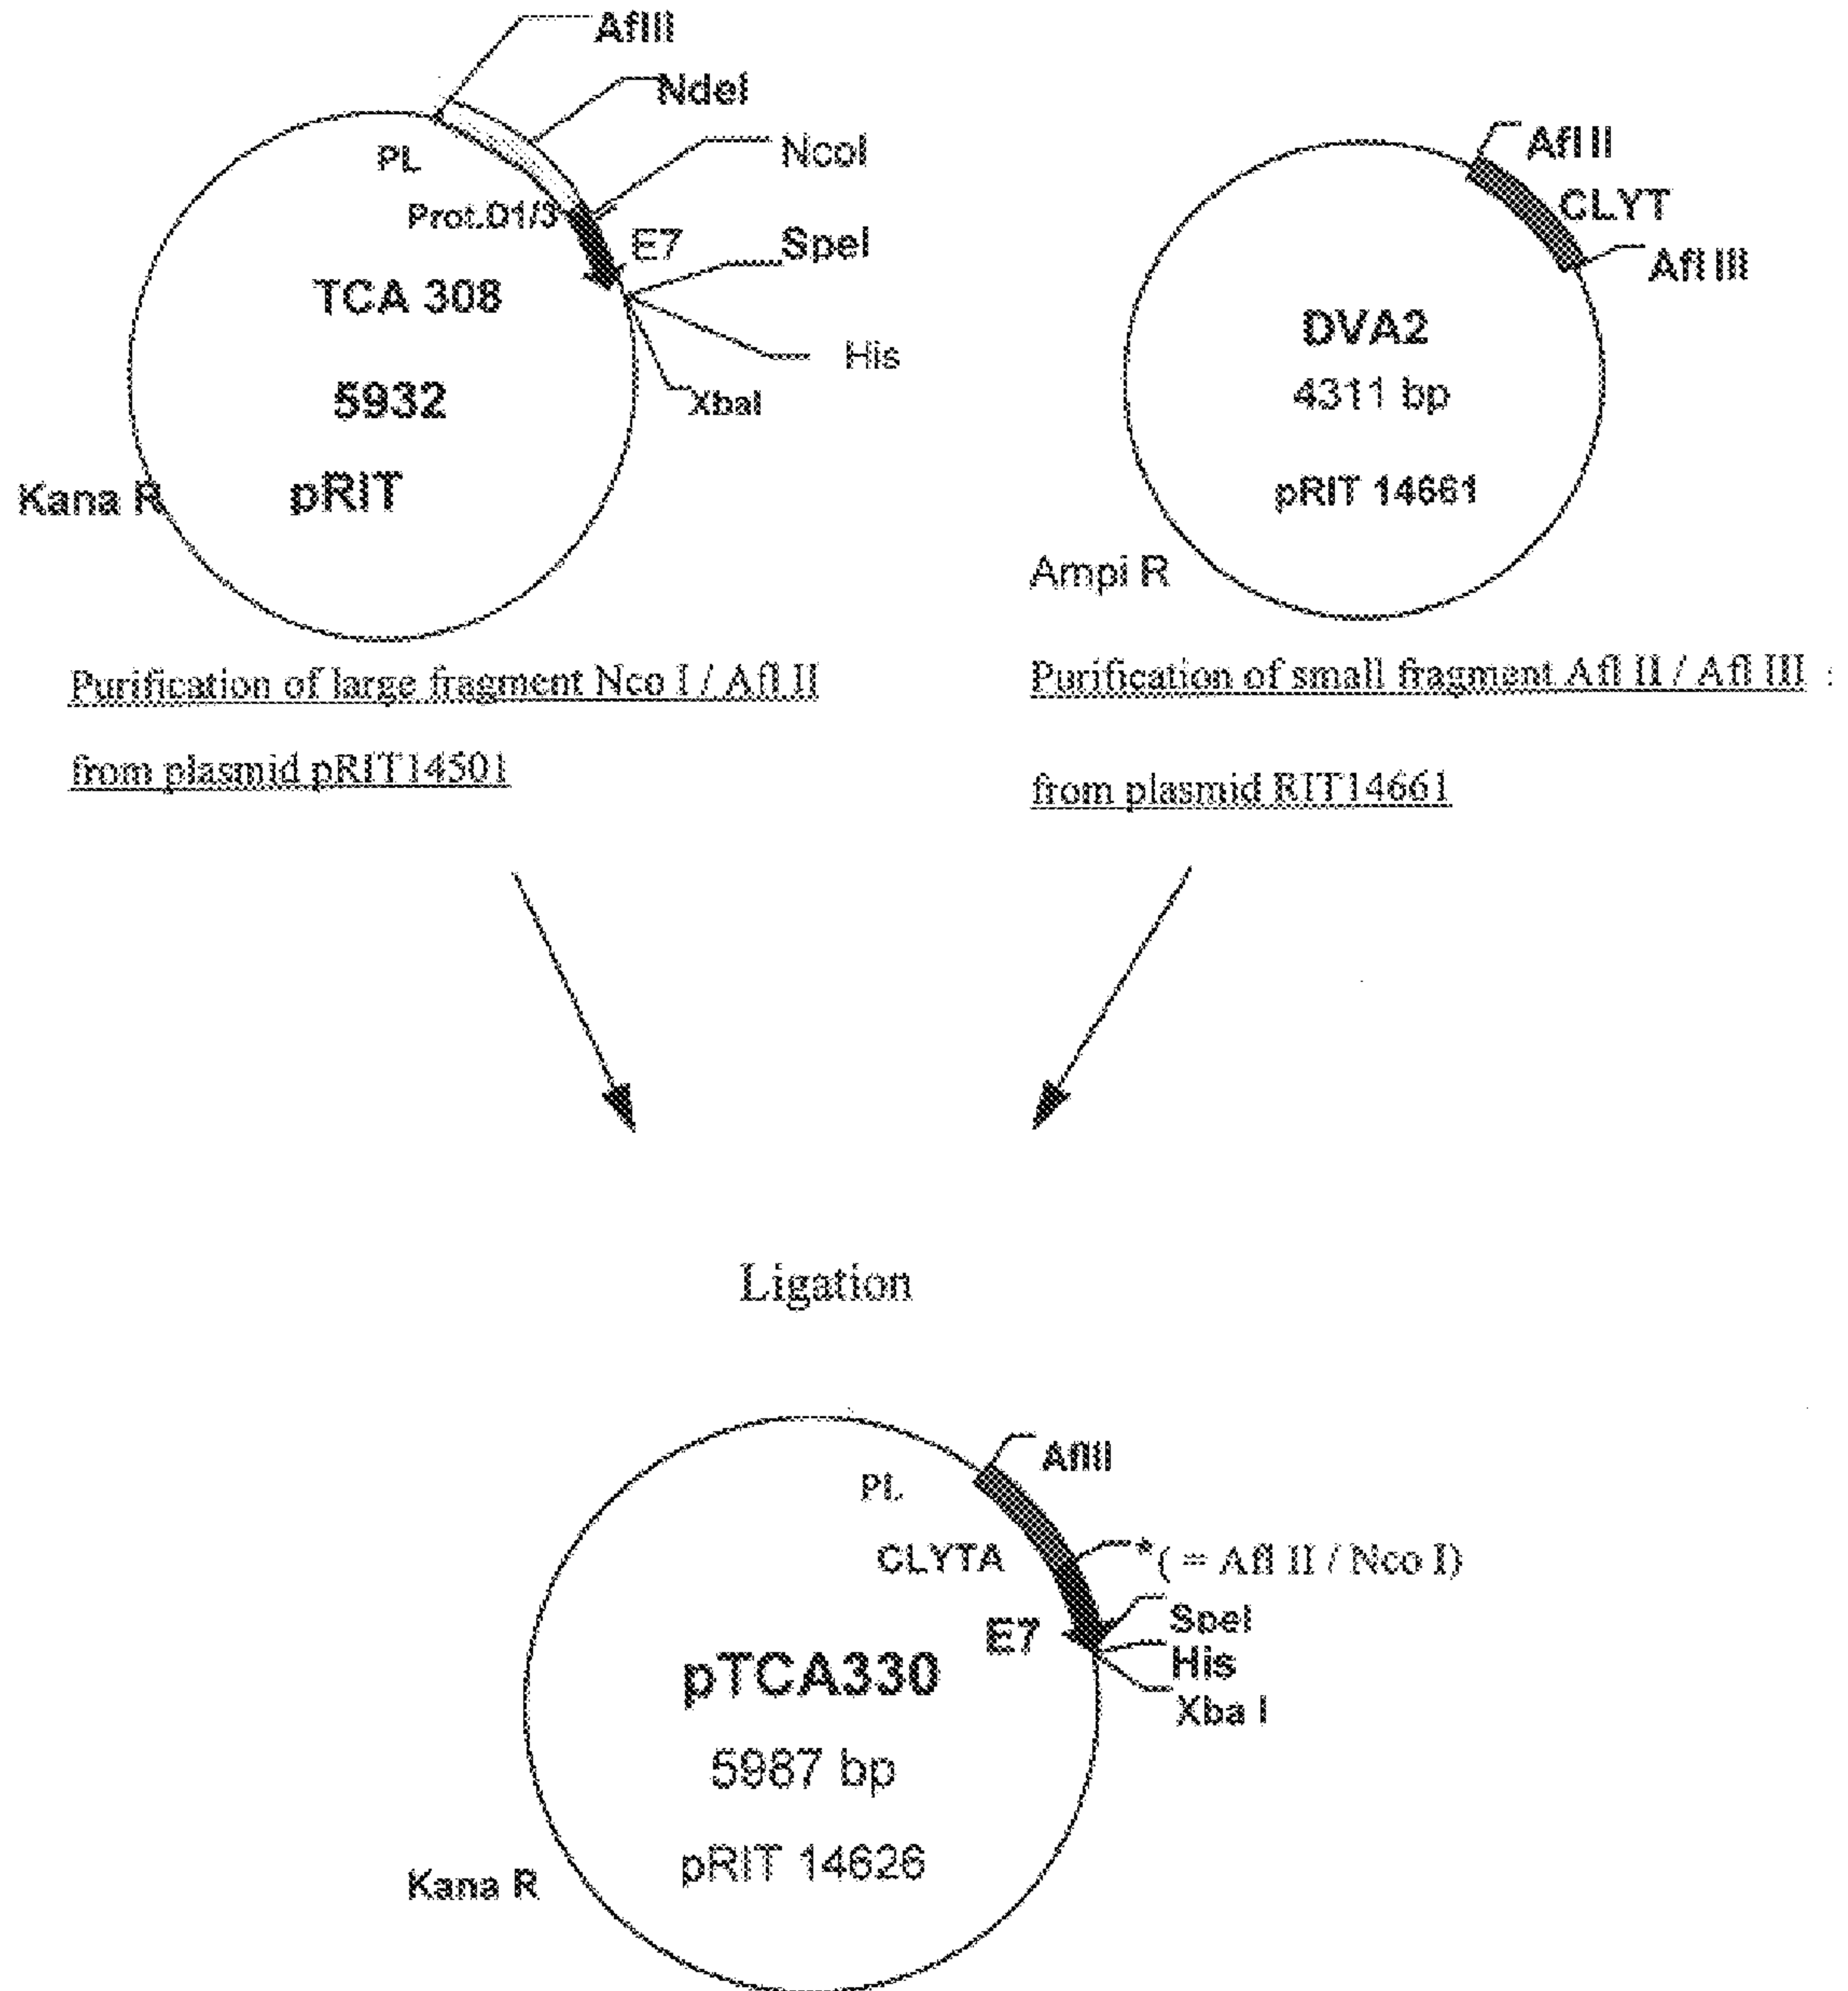 AflII
NdeI
NcoI
PL
Prot.D1/3
E7
SpeI
TCA 308
His
5932
XbaI
Kana R
pRIT
Afl II
CLYT
Afl III
DVA2
4311 bp
pRIT 14661
Ampi R
Purification of large fragment Nco I / Afl II
from plasmid pRIT14501
Purification of small fragment Afl II / Afl III :
from plasmid RIT14661
Ligation
AflII
PL
CLYTA
*( = Afl II / Nco I)
SpeI
E7
His
pTCA330
Xba I
5987 bp
pRIT 14626
Kana R